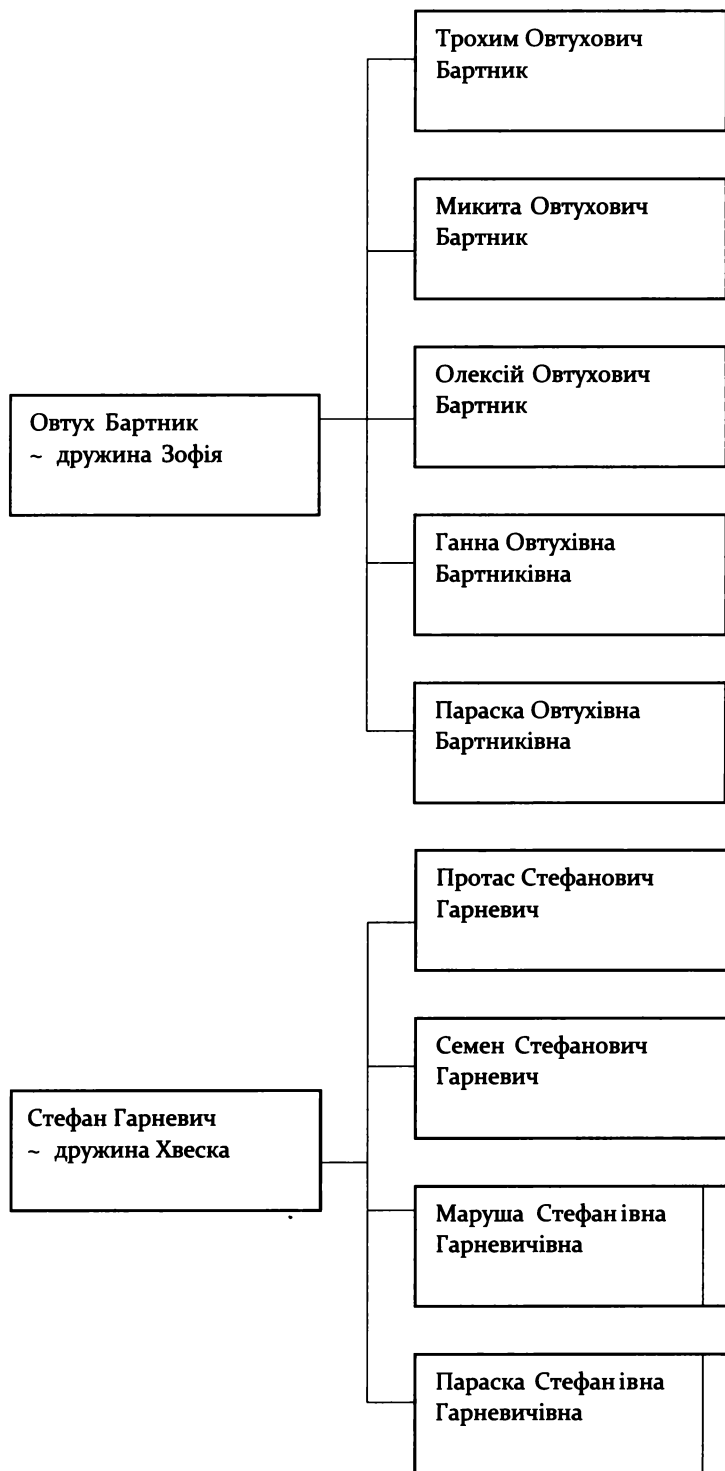 Трохим Овтухович
Бартник
Микита Овтухович
Бартник
Олексій Овтухович
Бартник
Овтух Бартник
~ дружина Зофія
Ганна Овтухівна
Бартниківна
Параска Овтухівна
Бартниківна
Протас Стефанович
Гарневич
Семен Стефанович
Гарневич
Стефан Гарневич
~ дружина Хвеска
Маруша Стефанівна
Гарневичівна
Параска Стефанівна
Гарневичівна